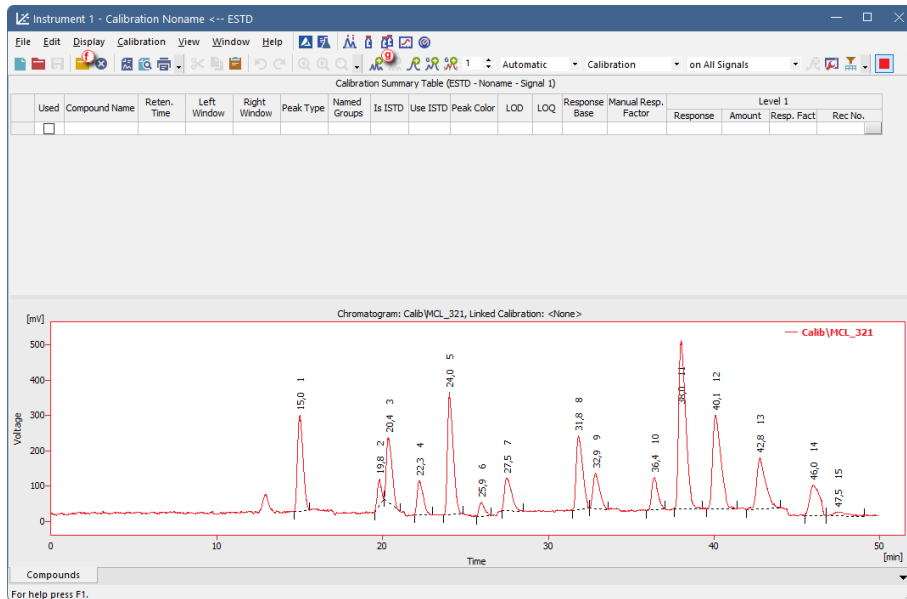 Instrument 1 - Calibration Noname <-- ESTD
File Edit Display Calibration View Window Help
f
g
1 Automatic Calibration on All Signals
Calibration Summary Table (ESTD - Noname - Signal 1)
Used Compound Name Reten. Time Left Window Right Window Peak Type Named Groups Is ISTD Use ISTD Peak Color LOD LOQ Response Base Manual Resp. Factor Level 1
Response Amount Resp. Fact Rec No.
Chromatogram: Calib\MCL_321, Linked Calibration: <None>
[mV]
Calib\MCL_321
500
400
300
200
100
0
Voltage
15,0 1
19,8 2
20,4 3
22,3 4
24,0 5
25,9 6
27,5 7
31,8 8
32,9 9
36,4 10
38,0 11
40,1 12
42,8 13
46,0 14
47,5 15
0 10 20 30 40 50
Time
[min]
Compounds
For help press F1.